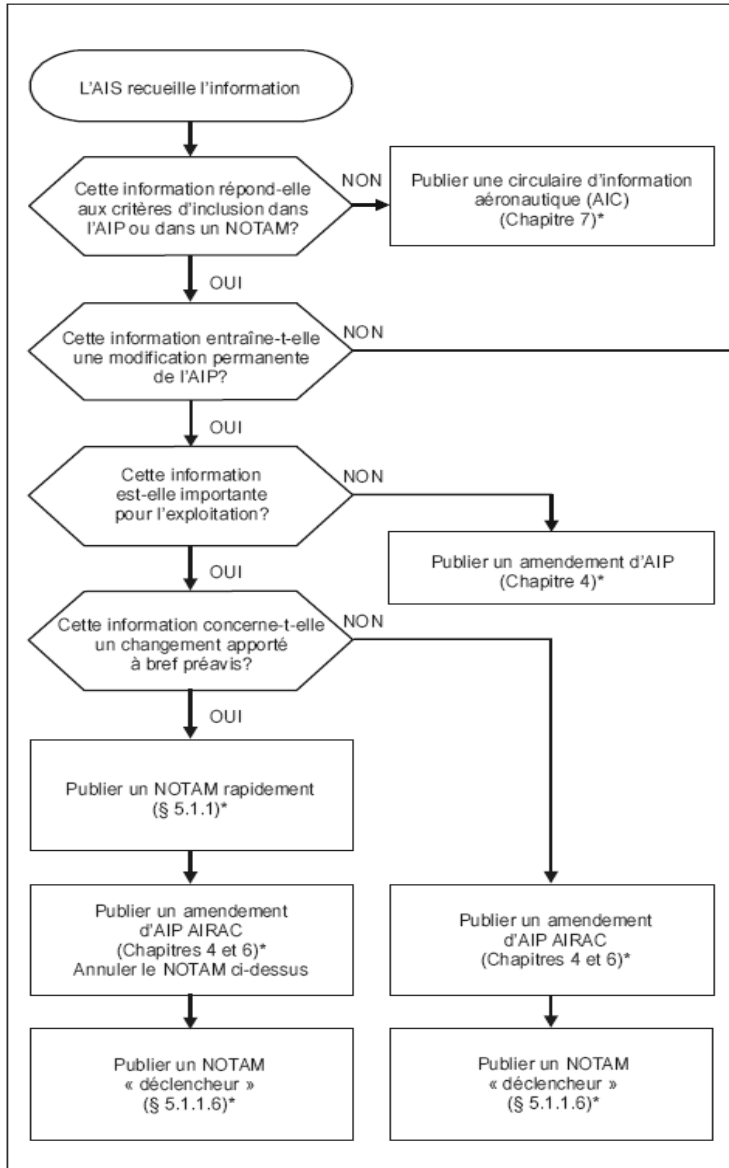 L'AIS recueille l'information
Cette information répond-elle
aux critères d'inclusion dans
l'AIP ou dans un NOTAM?
NON
Publier une circulaire d'information
aéronautique (AIC)
(Chapitre 7)*
OUI
Cette information entraîne-t-elle
une modification permanente
de l'AIP?
NON
OUI
Cette information
est-elle importante
pour l'exploitation?
NON
Publier un amendement d'AIP
(Chapitre 4)*
OUI
Cette information concerne-t-elle
un changement apporté
à bref préavis?
NON
OUI
Publier un NOTAM rapidement
(§ 5.1.1)*
Publier un amendement
d'AIP AIRAC
(Chapitres 4 et 6)*
Annuler le NOTAM ci-dessus
Publier un amendement
d'AIP AIRAC
(Chapitres 4 et 6)*
Publier un NOTAM
« déclencheur »
(§ 5.1.1.6)*
Publier un NOTAM
« déclencheur »
(§ 5.1.1.6)*